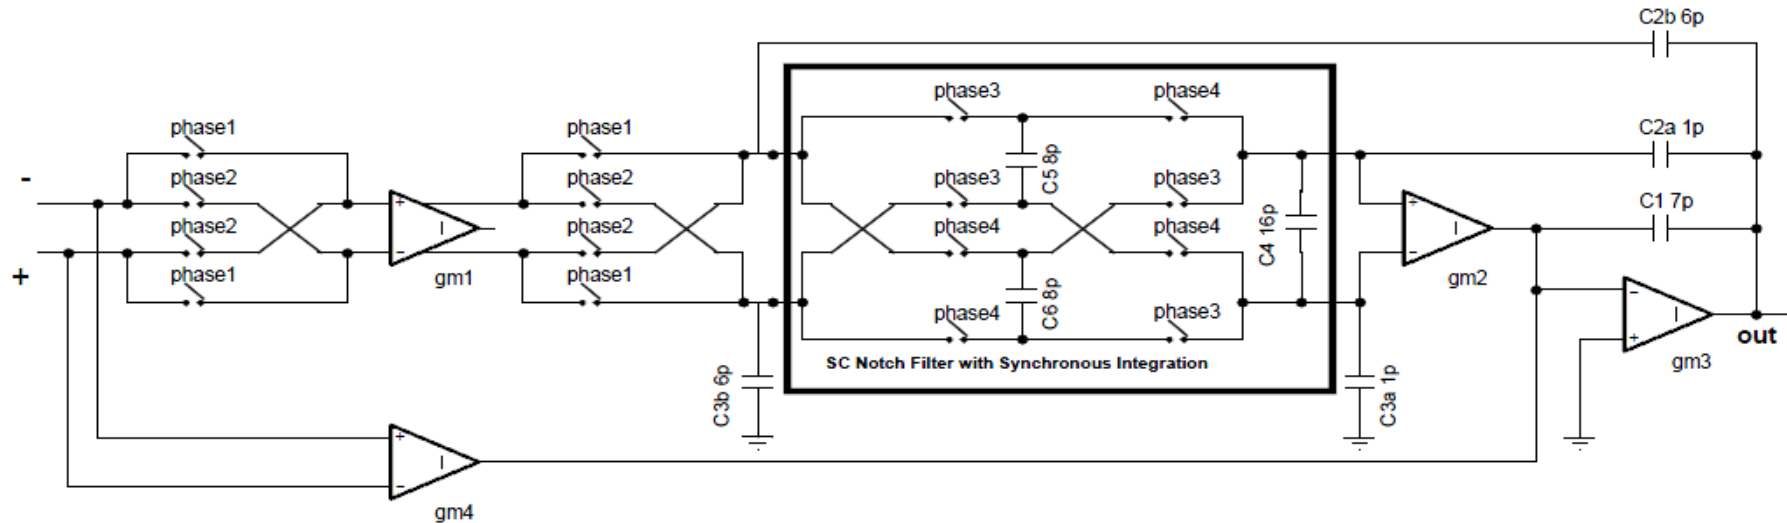 C2b 6p
phase3
phase4
phase1
phase1
C2a 1p
-
phase2
phase2
C5 8p
phase3
phase3
+
-
+
C1 7p
phase2
phase2
phase4
phase4
C4 16p
-
gm2
+
phase1
gm1
phase1
C6 8p
-
+
out
phase4
phase3
gm3
SC Notch Filter with Synchronous Integration
C3b 6p
C3a 1p
+
-
gm4